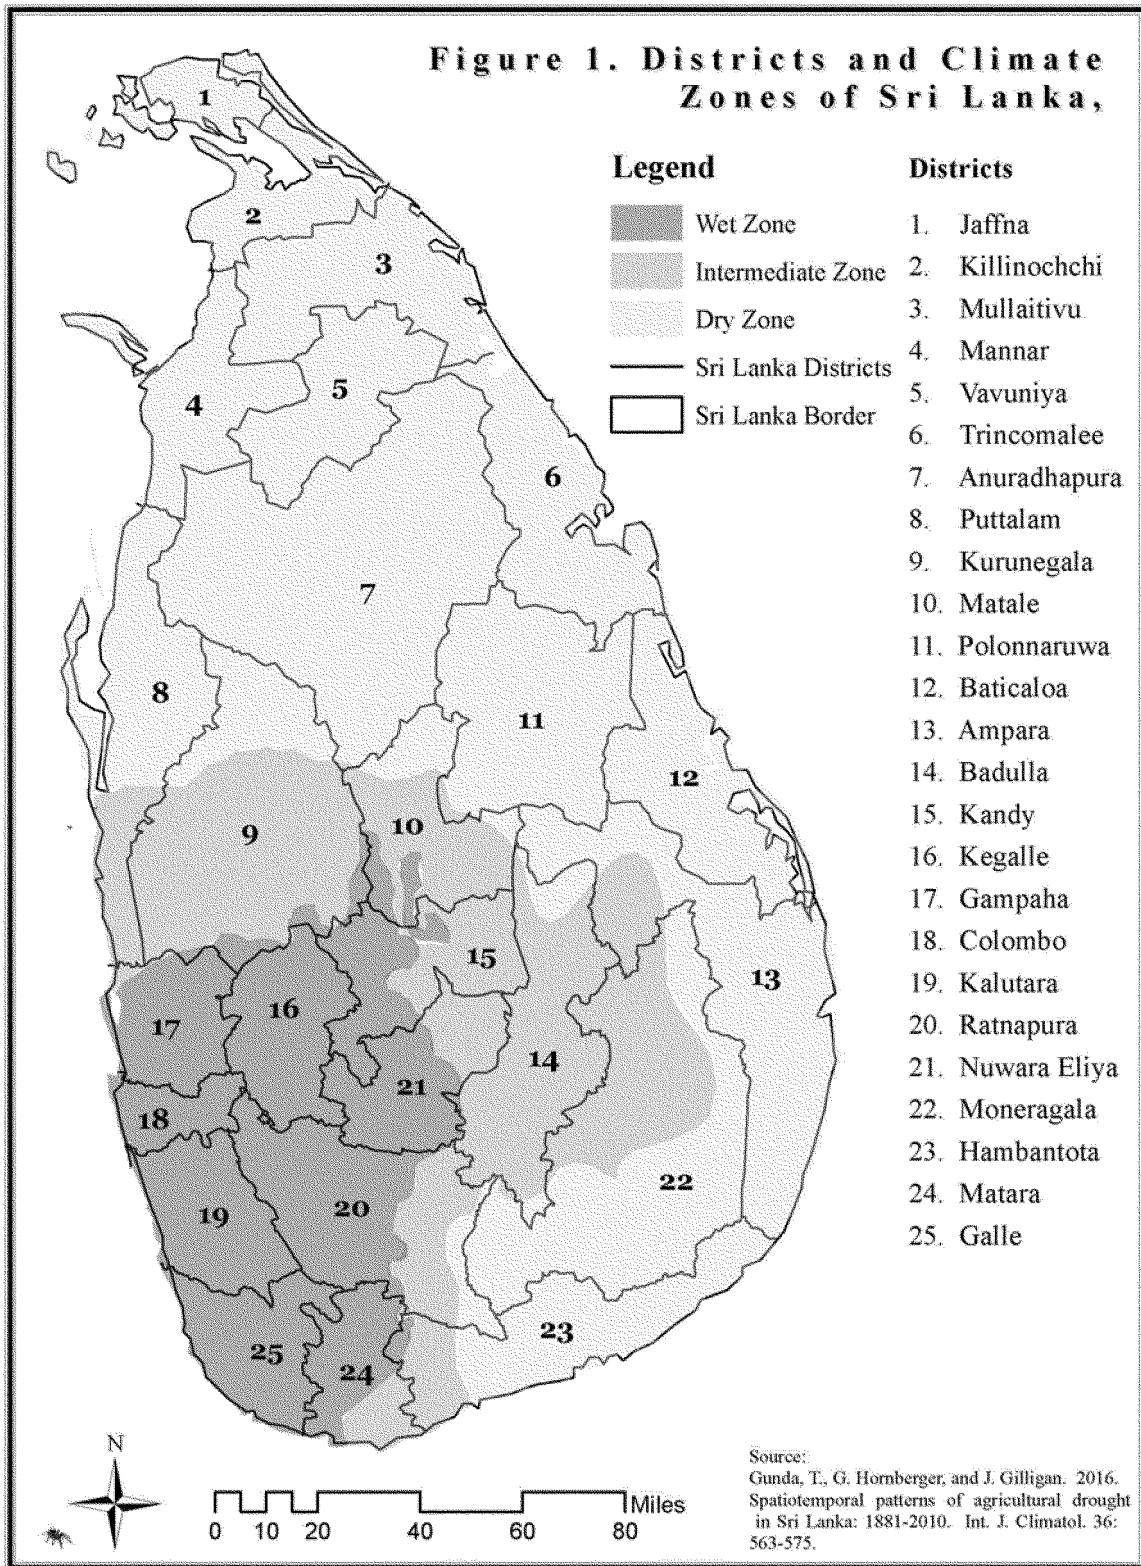 Figure 1. Districts and Climate
Zones of Sri Lanka,
Legend
Wet Zone
Intermediate Zone
Dry Zone
Sri Lanka Districts
Sri Lanka Border
Districts
1. Jaffna
2. Killinochchi
3. Mullaitivu
4. Mannar
5. Vavuniya
6. Trincomalee
7. Anuradhapura
8. Puttalam
9. Kurunegala
10. Matale
11. Polonnaruwa
12. Baticaloa
13. Ampara
14. Badulla
15. Kandy
16. Kegalle
17. Gampaha
18. Colombo
19. Kalutara
20. Ratnapura
21. Nuwara Eliya
22. Moneragala
23. Hambantota
24. Matara
25. Galle
1
2
3
4
5
6
7
8
9
10
11
12
13
14
15
16
17
18
19
20
21
22
23
24
25
N
Miles
0 10 20 40 60 80
Source:
Gunda, T., G. Hornberger, and J. Gilligan. 2016.
Spatiotemporal patterns of agricultural drought
in Sri Lanka: 1881-2010. Int. J. Climatol. 36:
563-575.